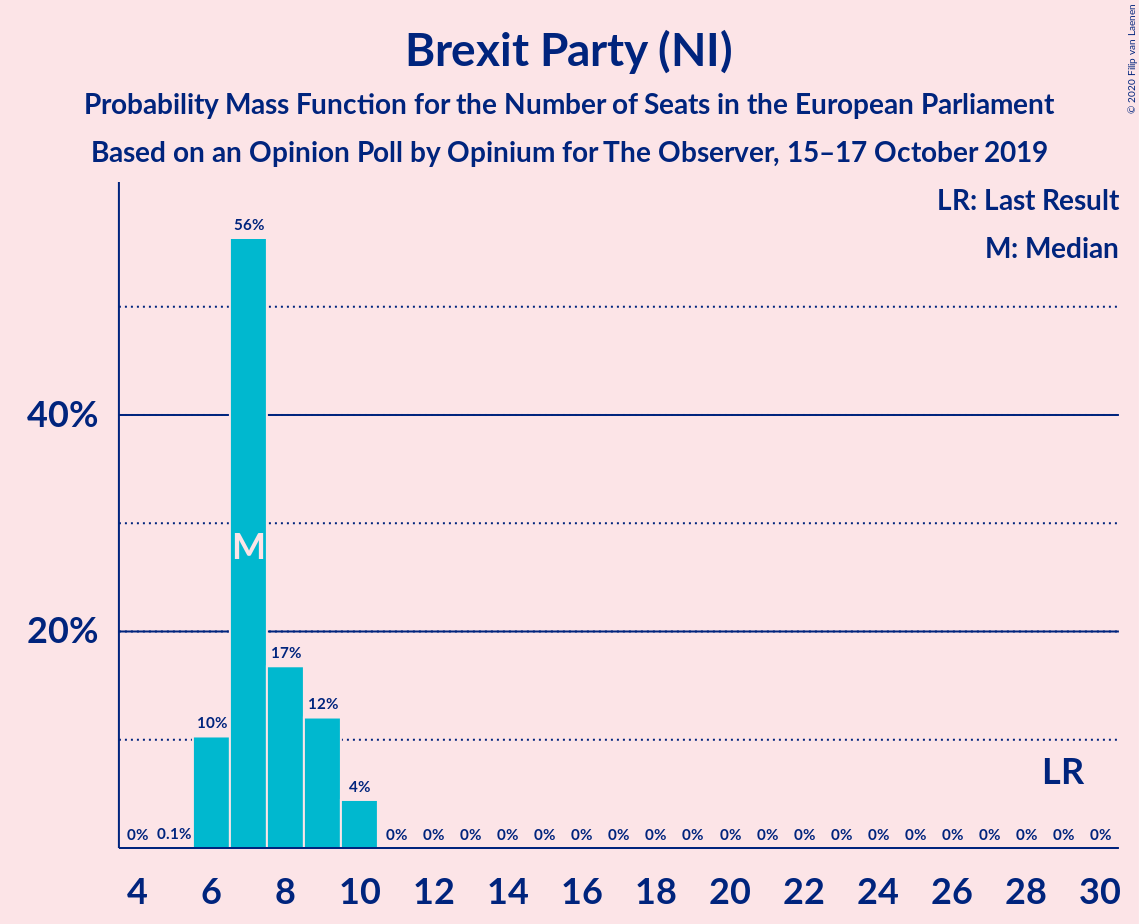 © 2020 Filip van Laenen
Brexit Party (NI)
Probability Mass Function for the Number of Seats in the European Parliament
Based on an Opinion Poll by Opinium for The Observer, 15–17 October 2019
LR: Last Result
M: Median
56%
40%
M
20%
17%
12%
10%
LR
4%
0% 0.1% 0% 0% 0% 0% 0% 0% 0% 0% 0% 0% 0% 0% 0% 0% 0% 0% 0% 0% 0% 0%
4 6 8 10 12 14 16 18 20 22 24 26 28 30